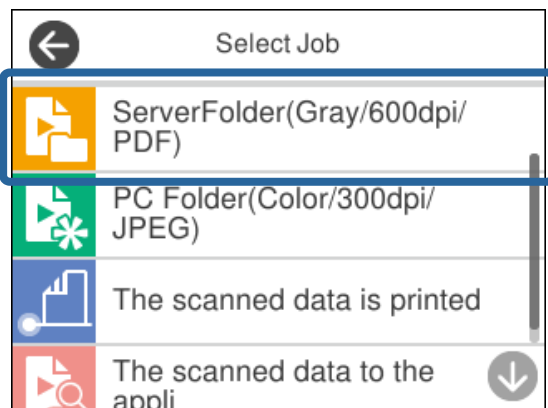 Select Job
ServerFolder(Gray/600dpi/
PDF)
PC Folder(Color/300dpi/
JPEG)
The scanned data is printed
The scanned data to the
appli